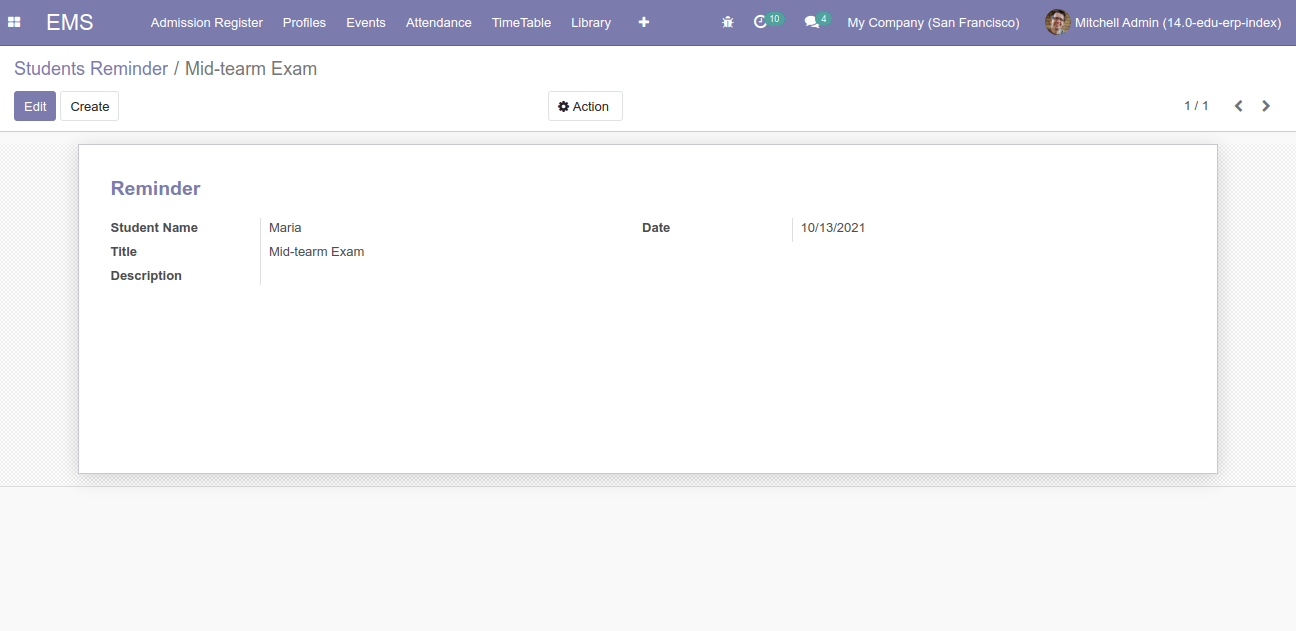 EMS Admission Register Profiles Events Attendance TimeTable Library 10 4 My Company (San Francisco) Mitchell Admin (14.0-edu-erp-index)
Students Reminder / Mid-tearm Exam
Edit Create Action 1 / 1
Reminder
Student Name Maria Date 10/13/2021
Title Mid-tearm Exam
Description